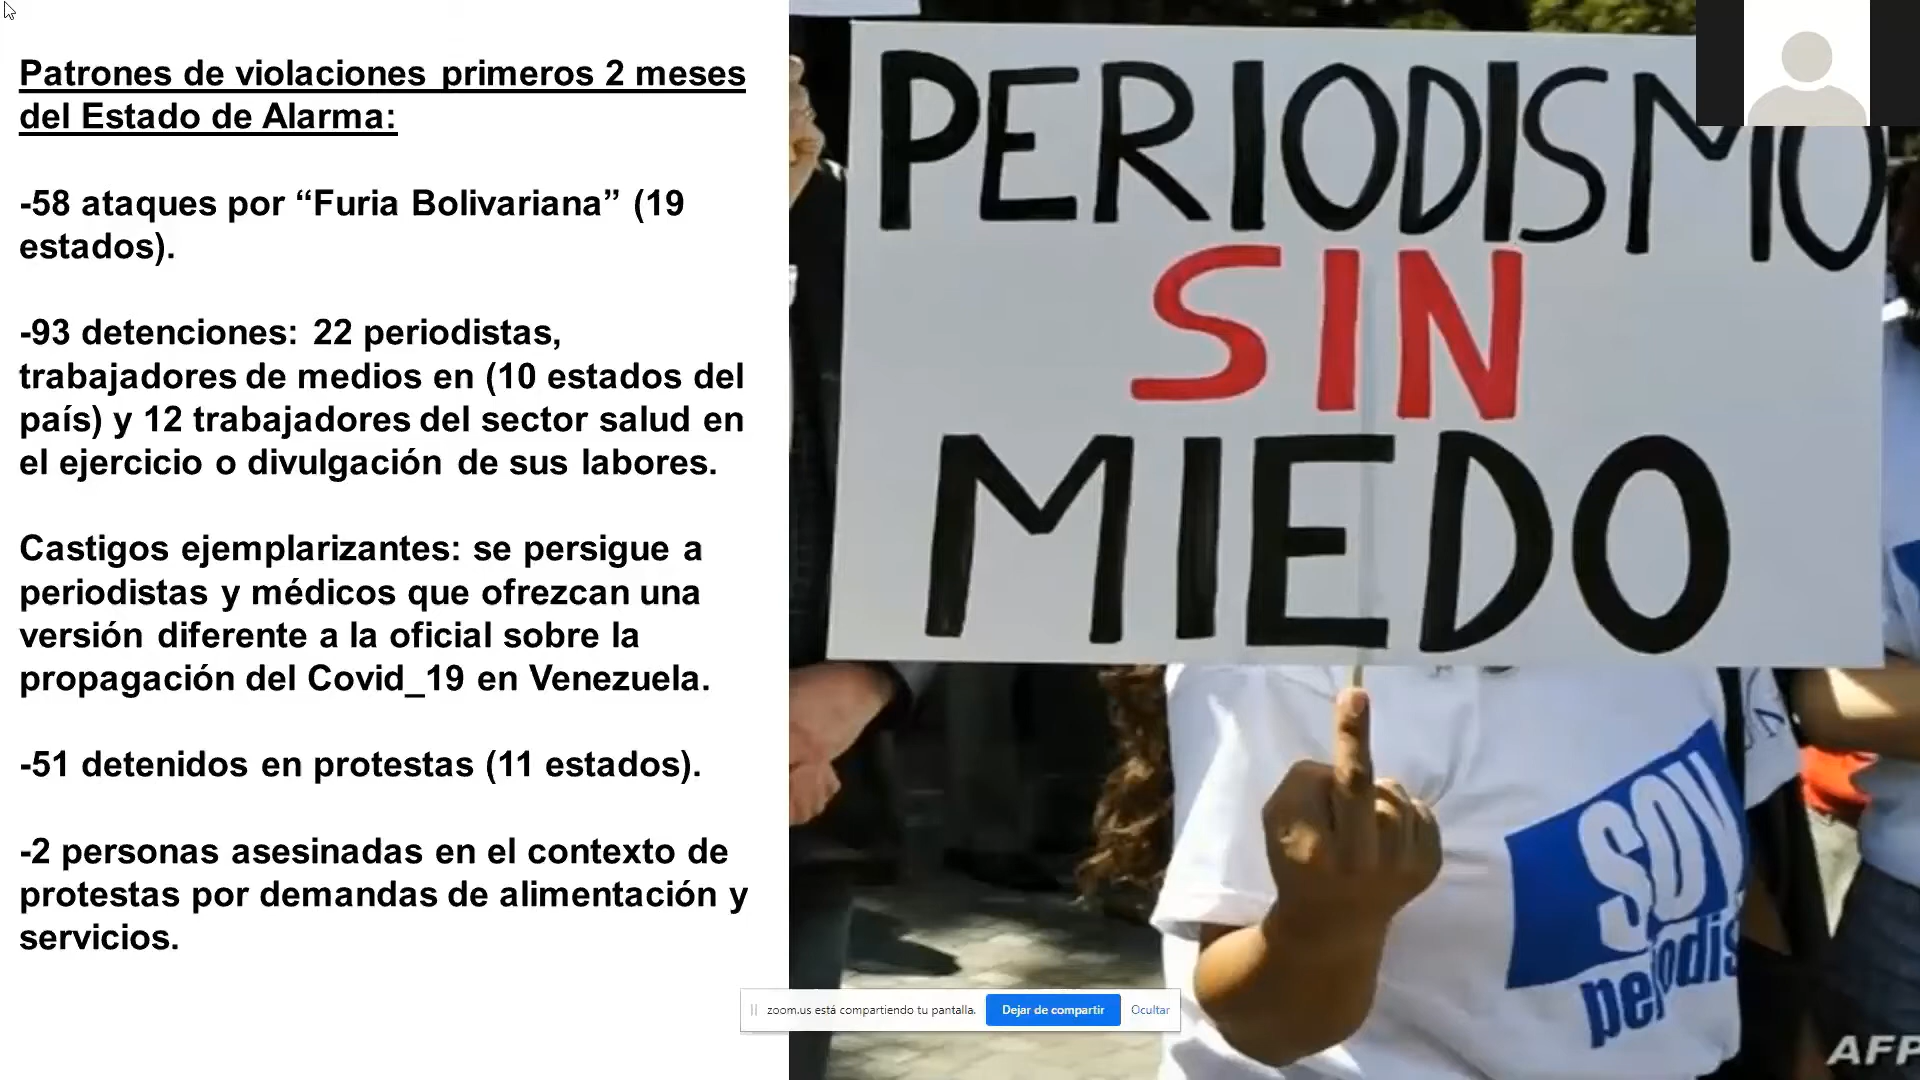 Patrones de violaciones primeros 2 meses
del Estado de Alarma:
-58 ataques por “Furia Bolivariana” (19
estados).
-93 detenciones: 22 periodistas,
trabajadores de medios en (10 estados del
país) y 12 trabajadores del sector salud en
el ejercicio o divulgación de sus labores.
Castigos ejemplarizantes: se persigue a
periodistas y médicos que ofrezcan una
versión diferente a la oficial sobre la
propagación del Covid_19 en Venezuela.
-51 detenidos en protestas (11 estados).
-2 personas asesinadas en el contexto de
protestas por demandas de alimentación y
servicios.
PERIODISMO
SIN
MIEDO
SOY
periodis
AFP
zoom.us está compartiendo tu pantalla.
Dejar de compartir
Ocultar